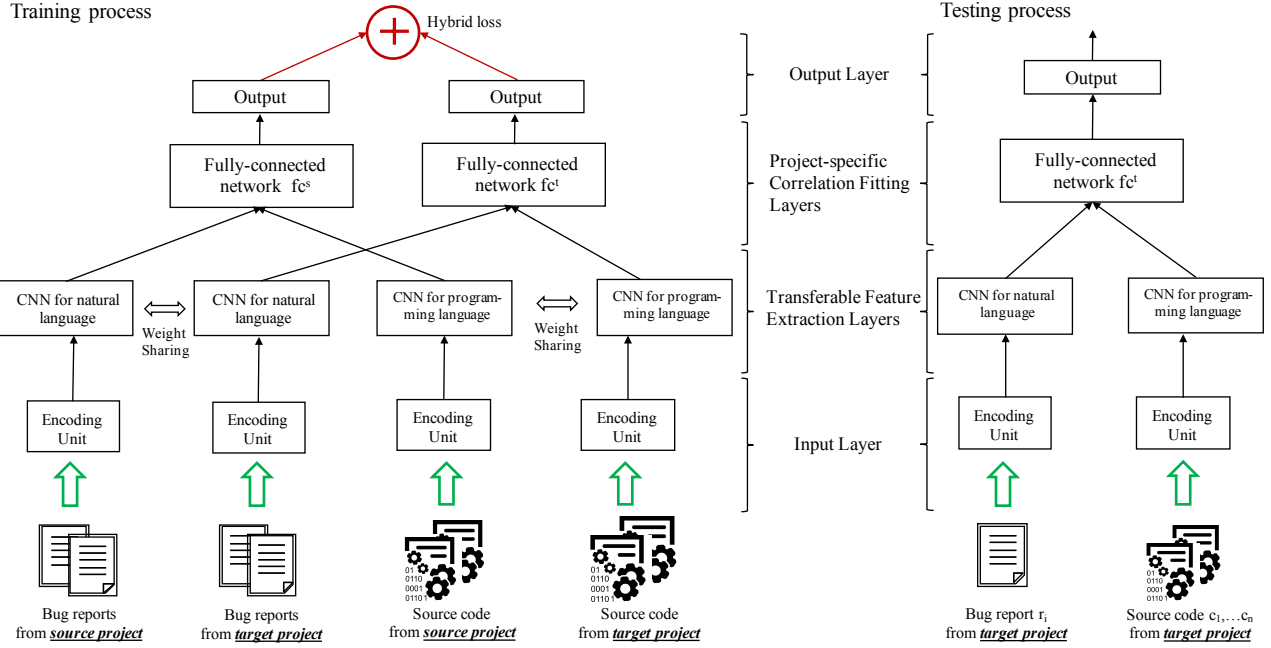 Training process
Hybrid loss
Testing process
Output
Output
Output Layer
Output
Fully-connected
network fcˢ
Fully-connected
network fcᵗ
Project-specific
Correlation Fitting
Layers
Fully-connected
network fcᵗ
CNN for natural
language
Weight
Sharing
CNN for natural
language
CNN for program-
ming language
Weight
Sharing
CNN for progra-
mming language
Transferable Feature
Extraction Layers
CNN for natural
language
CNN for program-
ming language
Encoding
Unit
Encoding
Unit
Encoding
Unit
Encoding
Unit
Input Layer
Encoding
Unit
Encoding
Unit
01
0110
0001
01101
01
0110
0001
01101
01
0110
0001
01101
Bug reports
from source project
Bug reports
from target project
Source code
from source project
Source code
from target project
Bug report rᵢ
from target project
Source code c₁,…cₙ
from target project